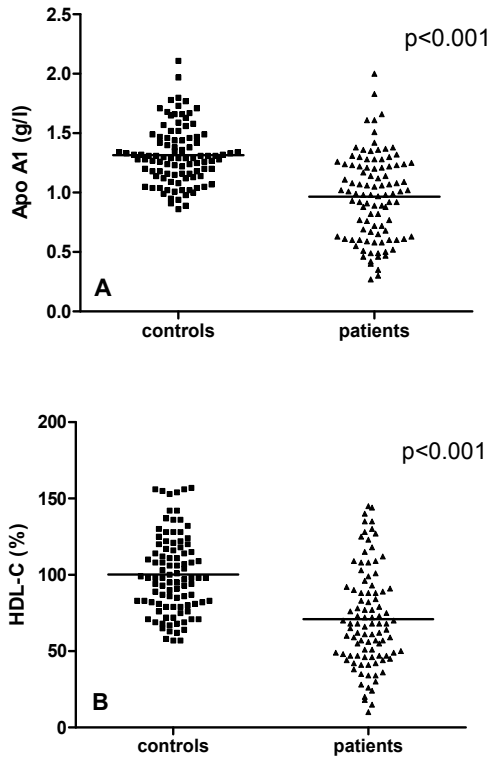 2.5
p<0.001
2.0
1.5
1.0
0.5
0.0
Apo A1 (g/l)
A
controls patients
200
p<0.001
150
100
50
0
HDL-C (%)
B
controls patients